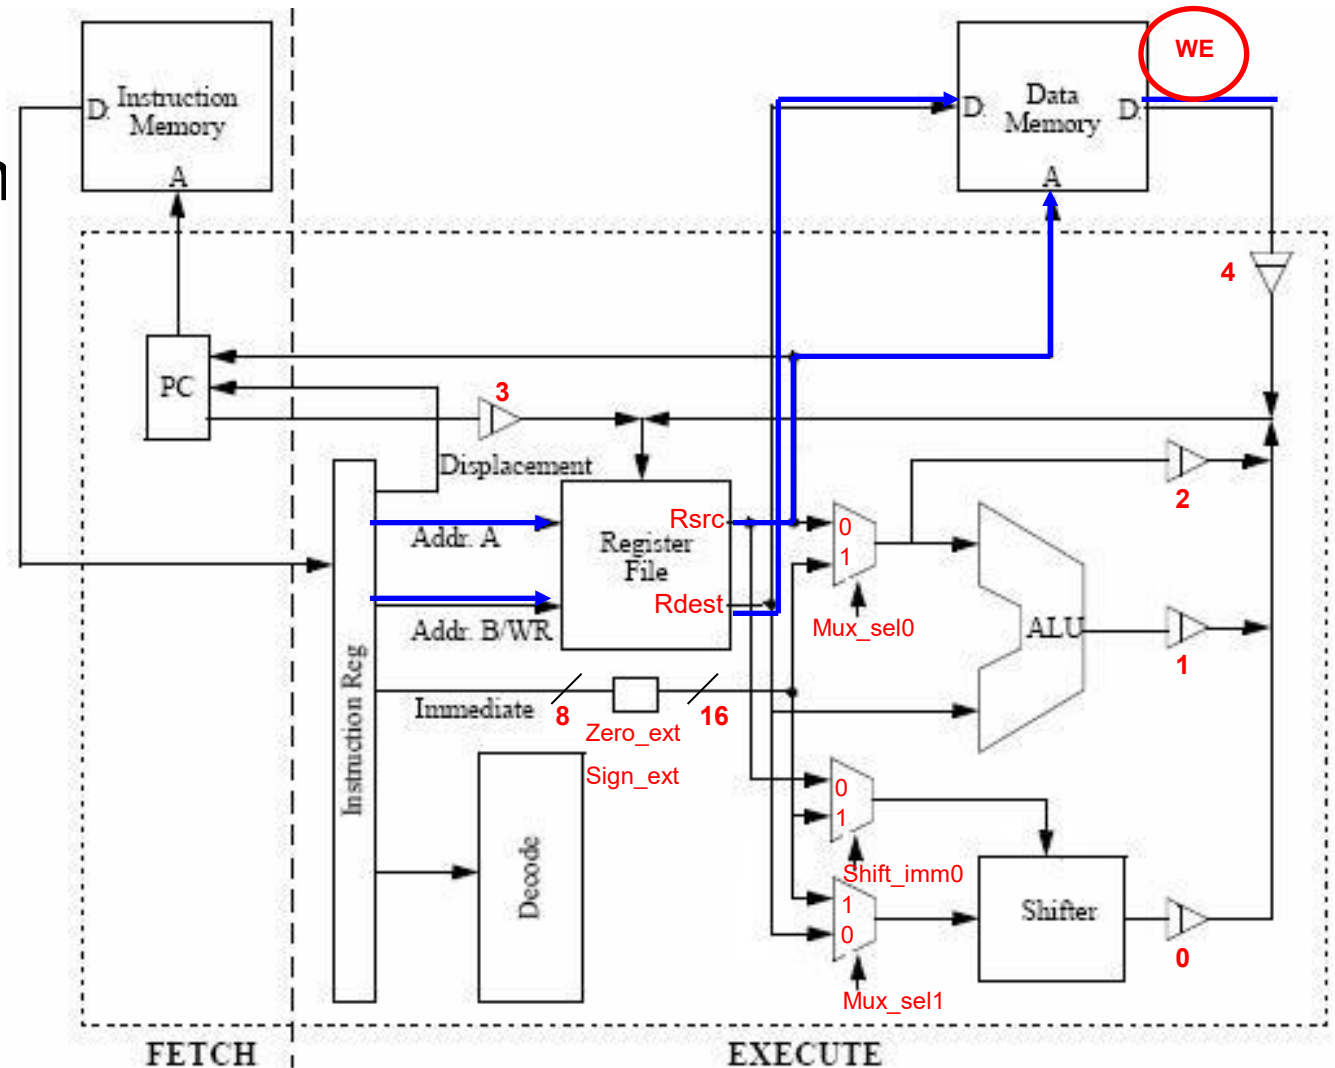 WE
D.
Instruction
Memory
A
D.
Data
Memory
D.
A
n
4
PC
3
Displacement
2
Addr. A
Rsrc
Register
File
0
1
Rdest
Addr. B/WR
Mux_sel0
ALU
1
Instruction Reg
Immediate
8
16
Zero_ext
Sign_ext
0
1
Decode
Shift_imm0
1
0
Shifter
0
Mux_sel1
FETCH
EXECUTE